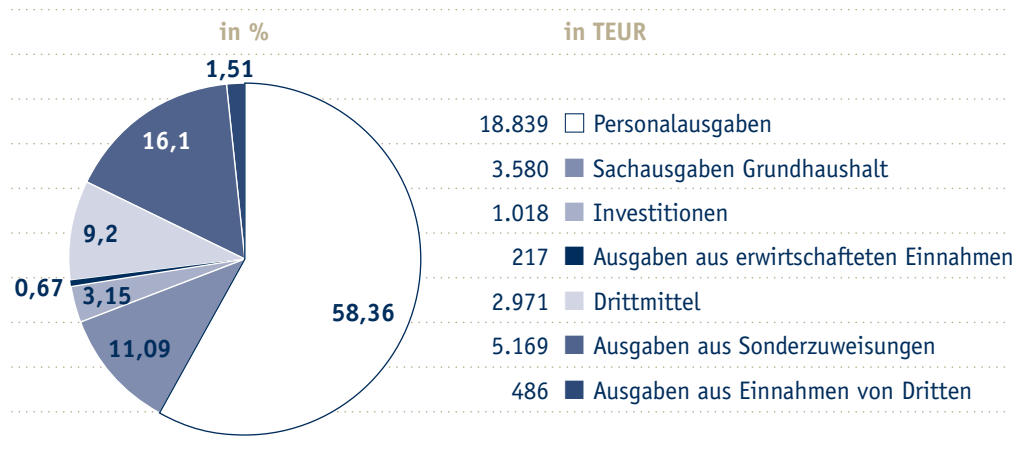 in % in TEUR
1,51
16,1
9,2
0,67
3,15
11,09
58,36
18.839 Personalausgaben
3.580 Sachausgaben Grundhaushalt
1.018 Investitionen
217 Ausgaben aus erwirtschafteten Einnahmen
2.971 Drittmittel
5.169 Ausgaben aus Sonderzuweisungen
486 Ausgaben aus Einnahmen von Dritten